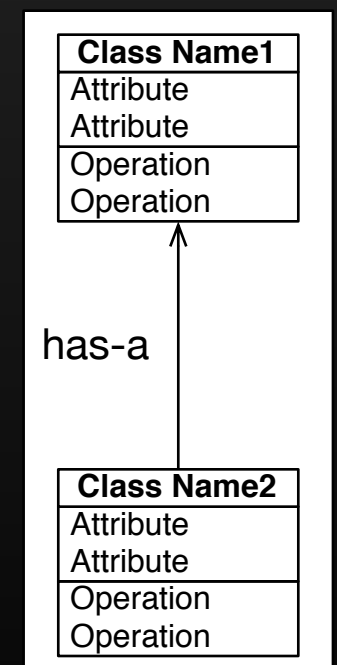 Class Name1
Attribute
Attribute
Operation
Operation
has-a
Class Name2
Attribute
Attribute
Operation
Operation